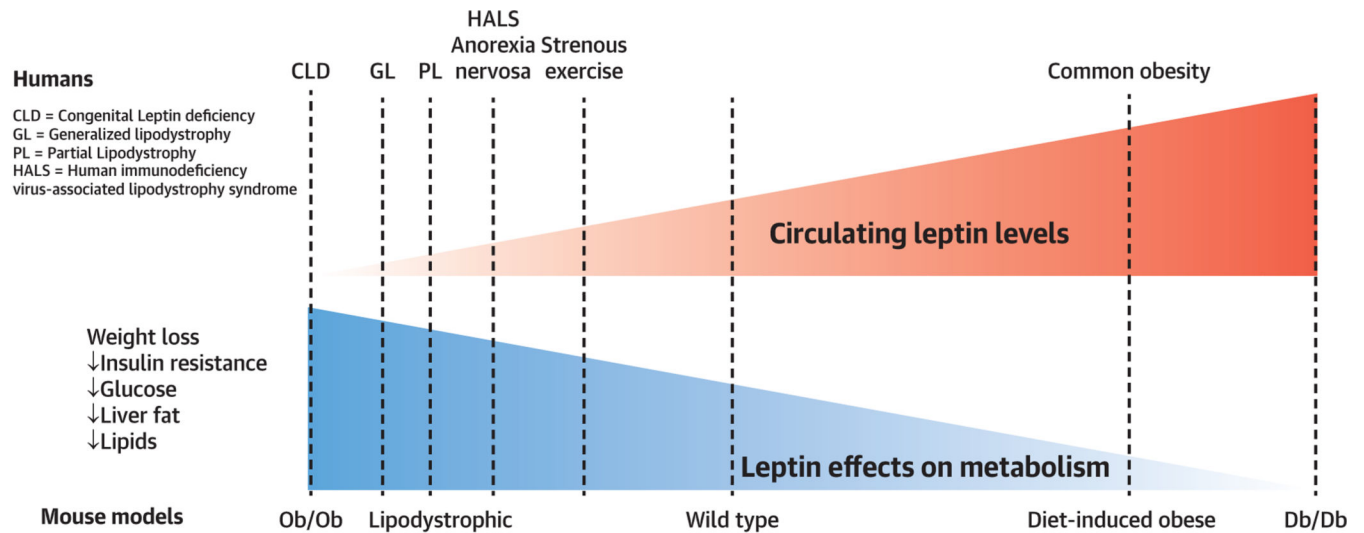 HALS
Anorexia Strenous
CLD GL PL nervosa exercise Common obesity
Humans
CLD = Congenital Leptin deficiency
GL = Generalized lipodystrophy
PL = Partial Lipodystrophy
HALS = Human immunodeficiency
virus-associated lipodystrophy syndrome
Circulating leptin levels
Weight loss
↓Insulin resistance
↓Glucose
↓Liver fat
↓Lipids
Leptin effects on metabolism
Mouse models Ob/Ob Lipodystrophic Wild type Diet-induced obese Db/Db